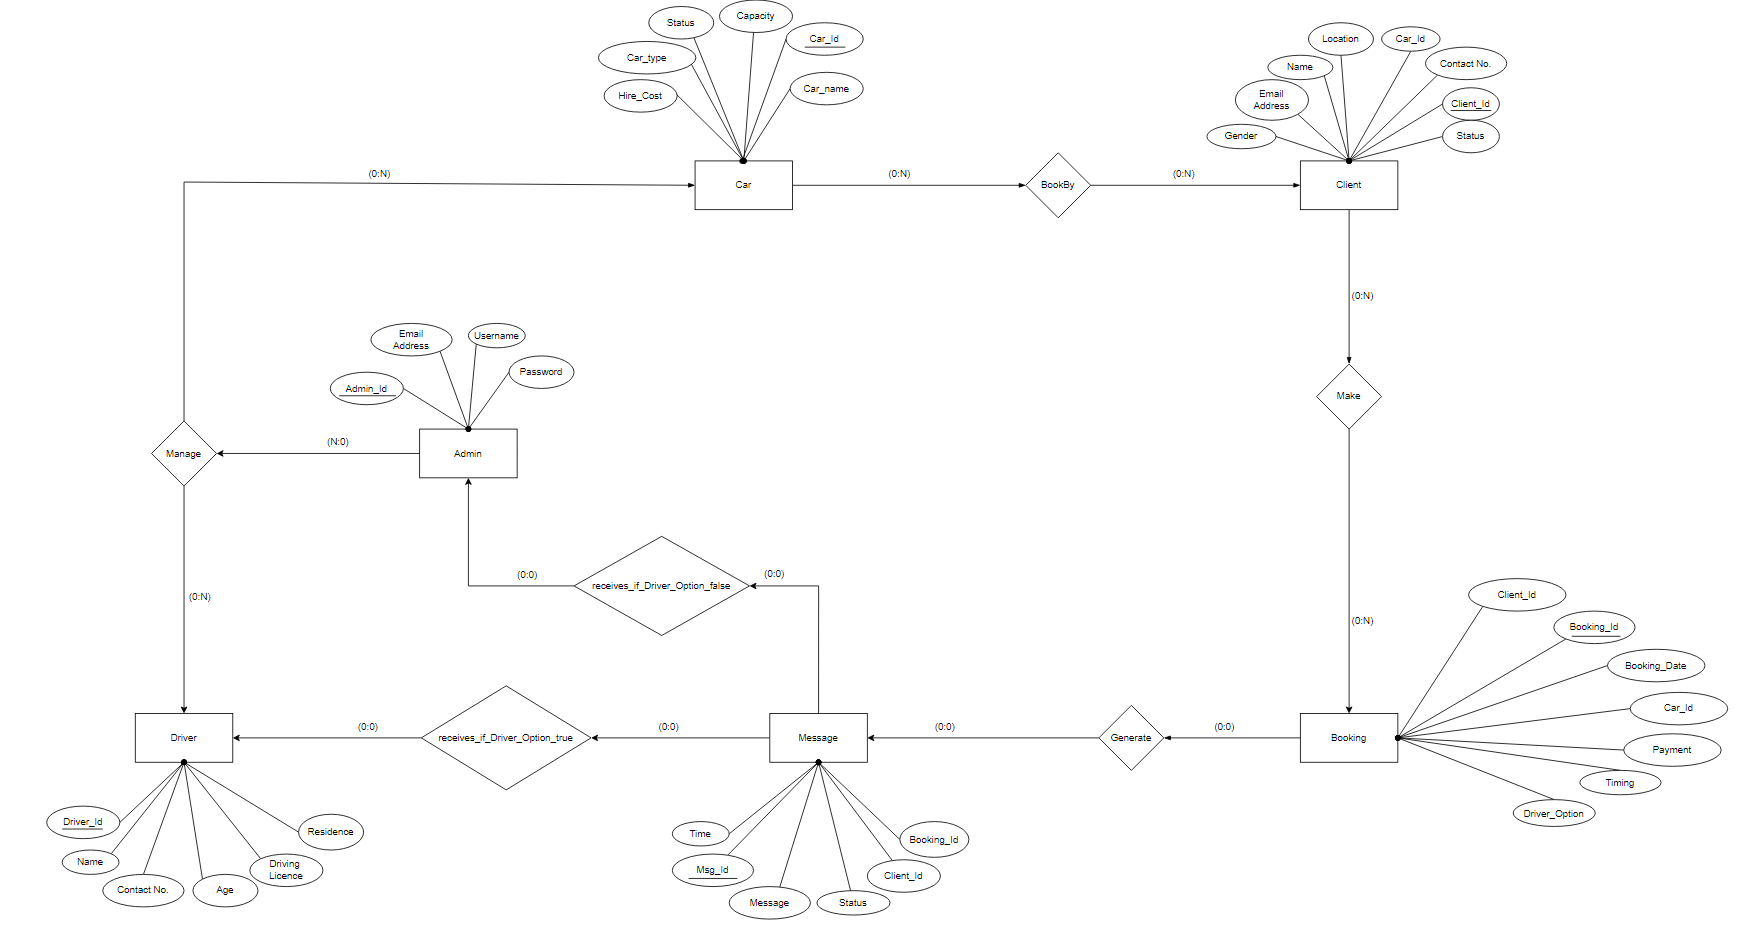 Status
Capacity
Car_Id
Car_type
Car_name
Hire_Cost
Location
Car_Id
Name
Contact No.
Email
Address
Client_Id
Gender
Status
(0:N)
Car
(0:N)
BookBy
(0:N)
Client
(0:N)
Email
Address
Username
Admin_Id
Password
Make
Manage
(N:0)
Admin
(0:N)
(0:0)
receives_if_Driver_Option_false
(0:0)
(0:N)
Client_Id
Booking_Id
Booking_Date
Car_Id
Payment
Timing
Driver_Option
Driver
(0:0)
receives_if_Driver_Option_true
(0:0)
Message
(0:0)
Generate
(0:0)
Booking
Driver_Id
Name
Contact No.
Age
Driving
Licence
Residence
Time
Msg_Id
Message
Status
Client_Id
Booking_Id